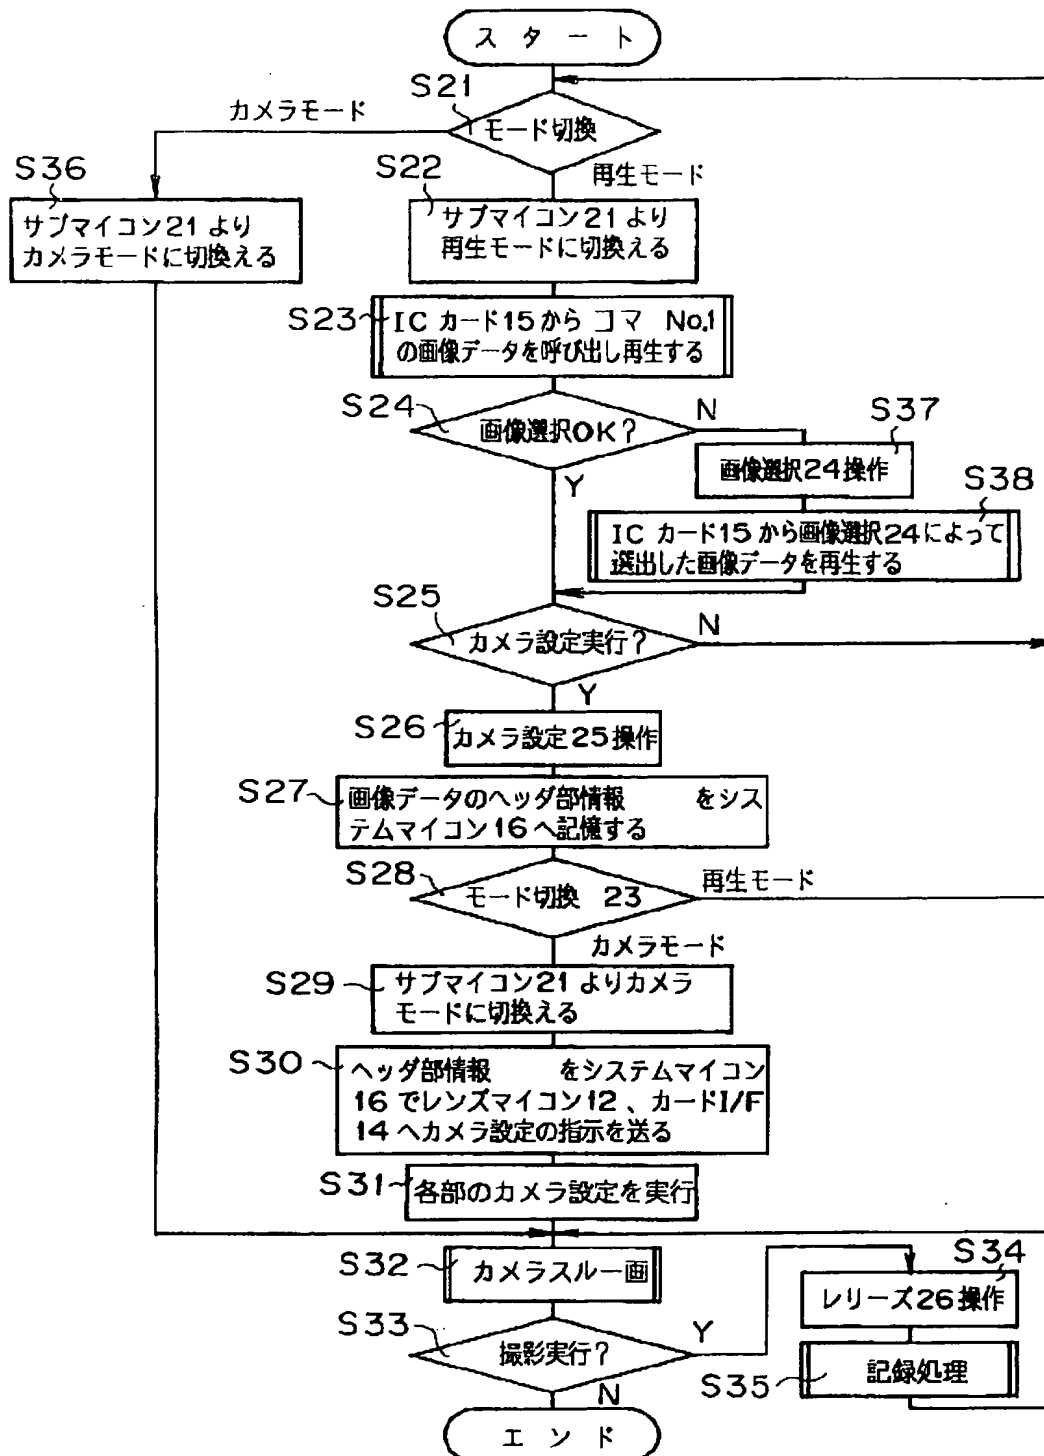 スタート
S21
カメラモード
モード切換
S36
S22
再生モード
サブマイコン21より
カメラモードに切換える
サブマイコン21より
再生モードに切換える
S23
ICカード15から コマ No.1
の画像データを呼び出し再生する
S24
画像選択OK?
N
S37
画像選択24操作
Y
S38
ICカード15から画像選択24によって
選出した画像データを再生する
S25
カメラ設定実行?
N
Y
S26
カメラ設定25操作
S27
画像データのヘッダ部情報 をシス
テムマイコン16へ記憶する
S28
モード切換 23
再生モード
カメラモード
S29
サブマイコン21よりカメラ
モードに切換える
S30
ヘッダ部情報 をシステムマイコン
16でレンズマイコン12、カードI/F
14へカメラ設定の指示を送る
S31
各部のカメラ設定を実行
S32
カメラスルー画
S34
レリーズ26操作
S33
撮影実行?
Y
S35
記録処理
N
エンド